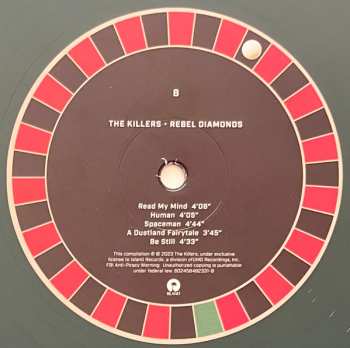 B
THE KILLERS • REBEL DIAMONDS
Read My Mind 4'06"
Human 4'05"
Spaceman 4'44"
A Dustland Fairytale 3'45"
Be Still 4'33"
This compilation ℗ © 2023 The Killers, under exclusive
license to Island Records, a division of UMG Recordings, Inc.
FBI Anti-Piracy Warning: Unauthorized copying is punishable
under federal law.
ISLAND